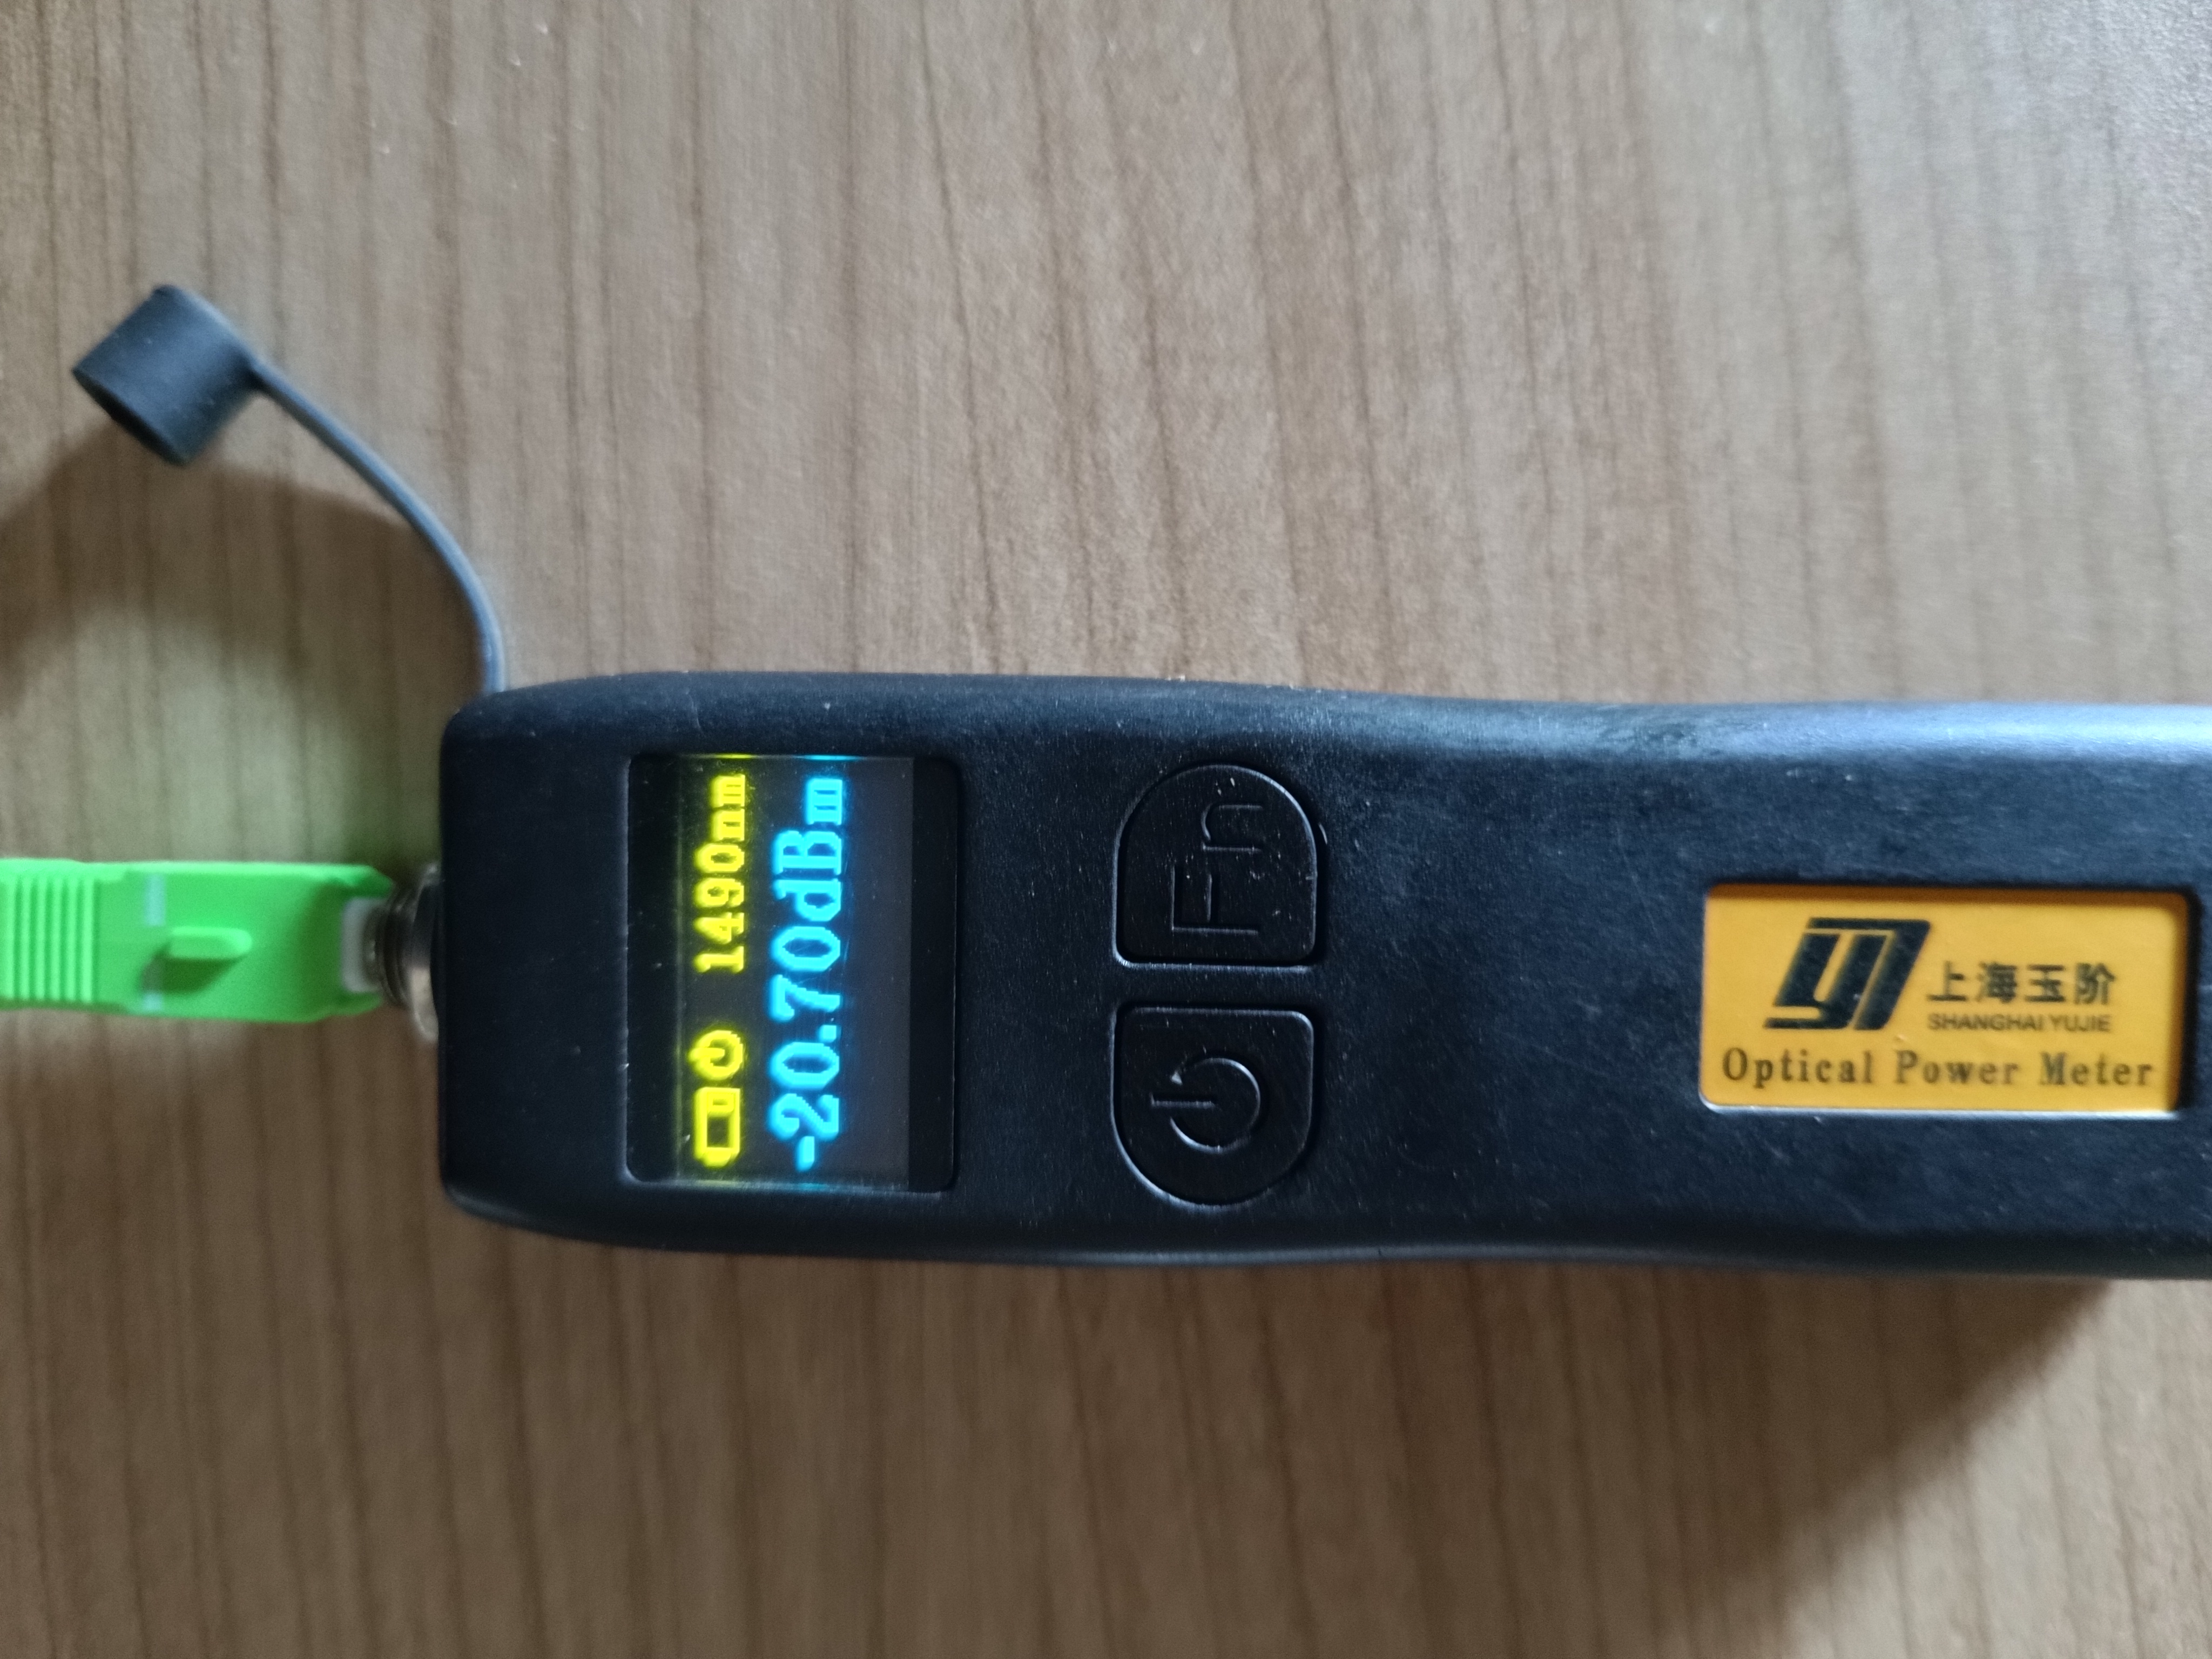 1490nm
-20.70dBm
Fn
上海玉阶
SHANGHAI YUJIE
Optical Power Meter